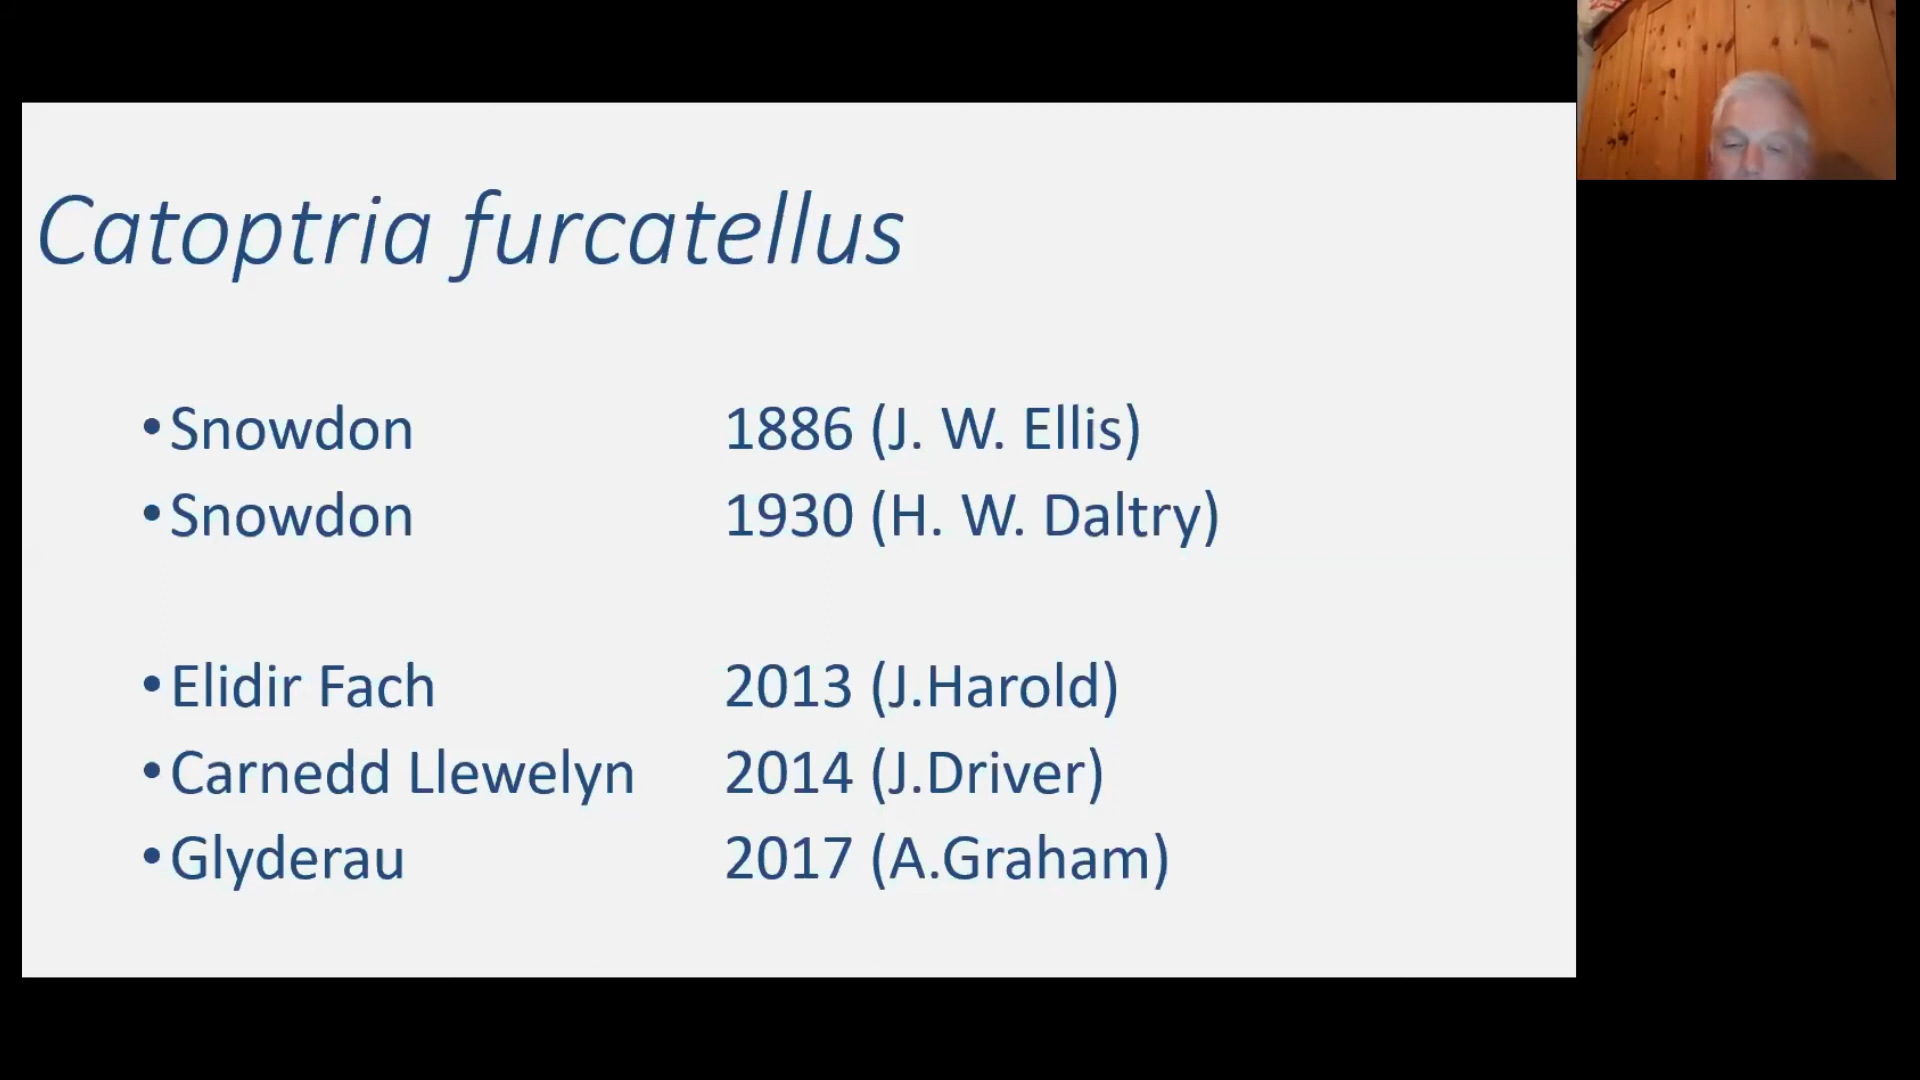 Catoptria furcatellus
•Snowdon 1886 (J. W. Ellis)
•Snowdon 1930 (H. W. Daltry)
•Elidir Fach 2013 (J.Harold)
•Carnedd Llewelyn 2014 (J.Driver)
•Glyderau 2017 (A.Graham)